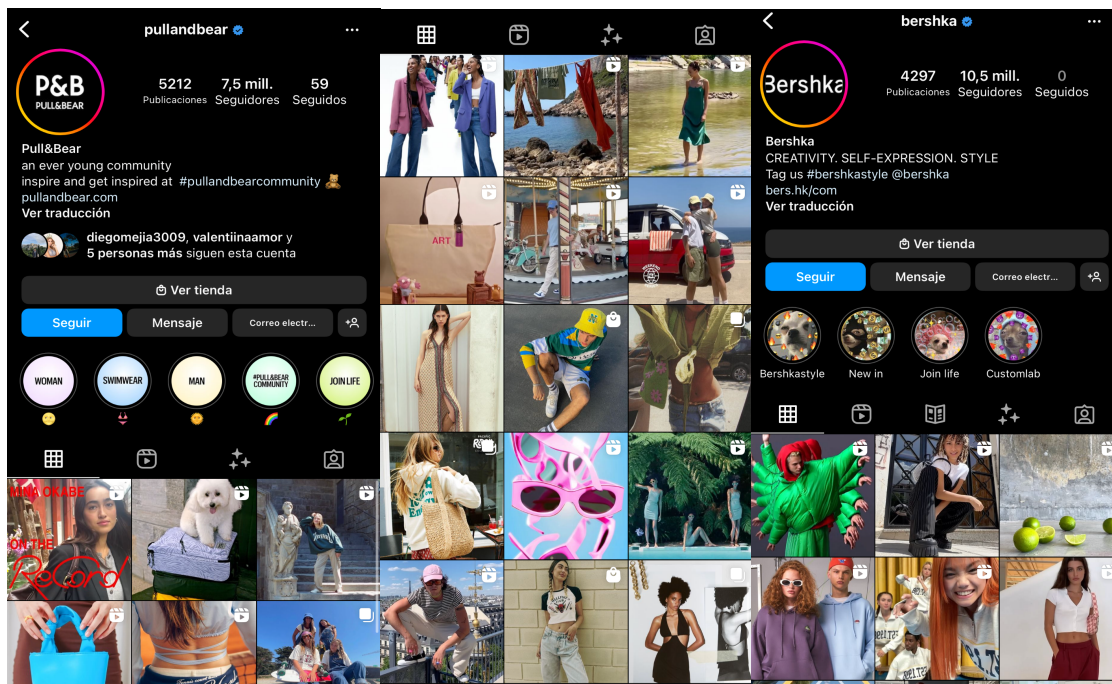 pullandbear
P&B
PULL&BEAR
5212
Publicaciones
7,5 mill.
Seguidores
59
Seguidos
Pull&Bear
an ever young community
inspire and get inspired at #pullandbearcommunity
pullandbear.com
Ver traducción
diegomejia3009, valentiinaamor y
5 personas más siguen esta cuenta
Ver tienda
Seguir
Mensaje
Correo electr...
WOMAN
SWIMWEAR
MAN
#PULL&BEAR
COMMUNITY
JOIN LIFE
NINA OKABE
ON THE
ReCord
ART
bershka
Bershka
4297
Publicaciones
10,5 mill.
Seguidores
0
Seguidos
Bershka
CREATIVITY. SELF-EXPRESSION. STYLE
Tag us #bershkastyle @bershka
bers.hk/com
Ver traducción
Ver tienda
Seguir
Mensaje
Correo electr...
Bershkastyle
New in
Join life
Customlab